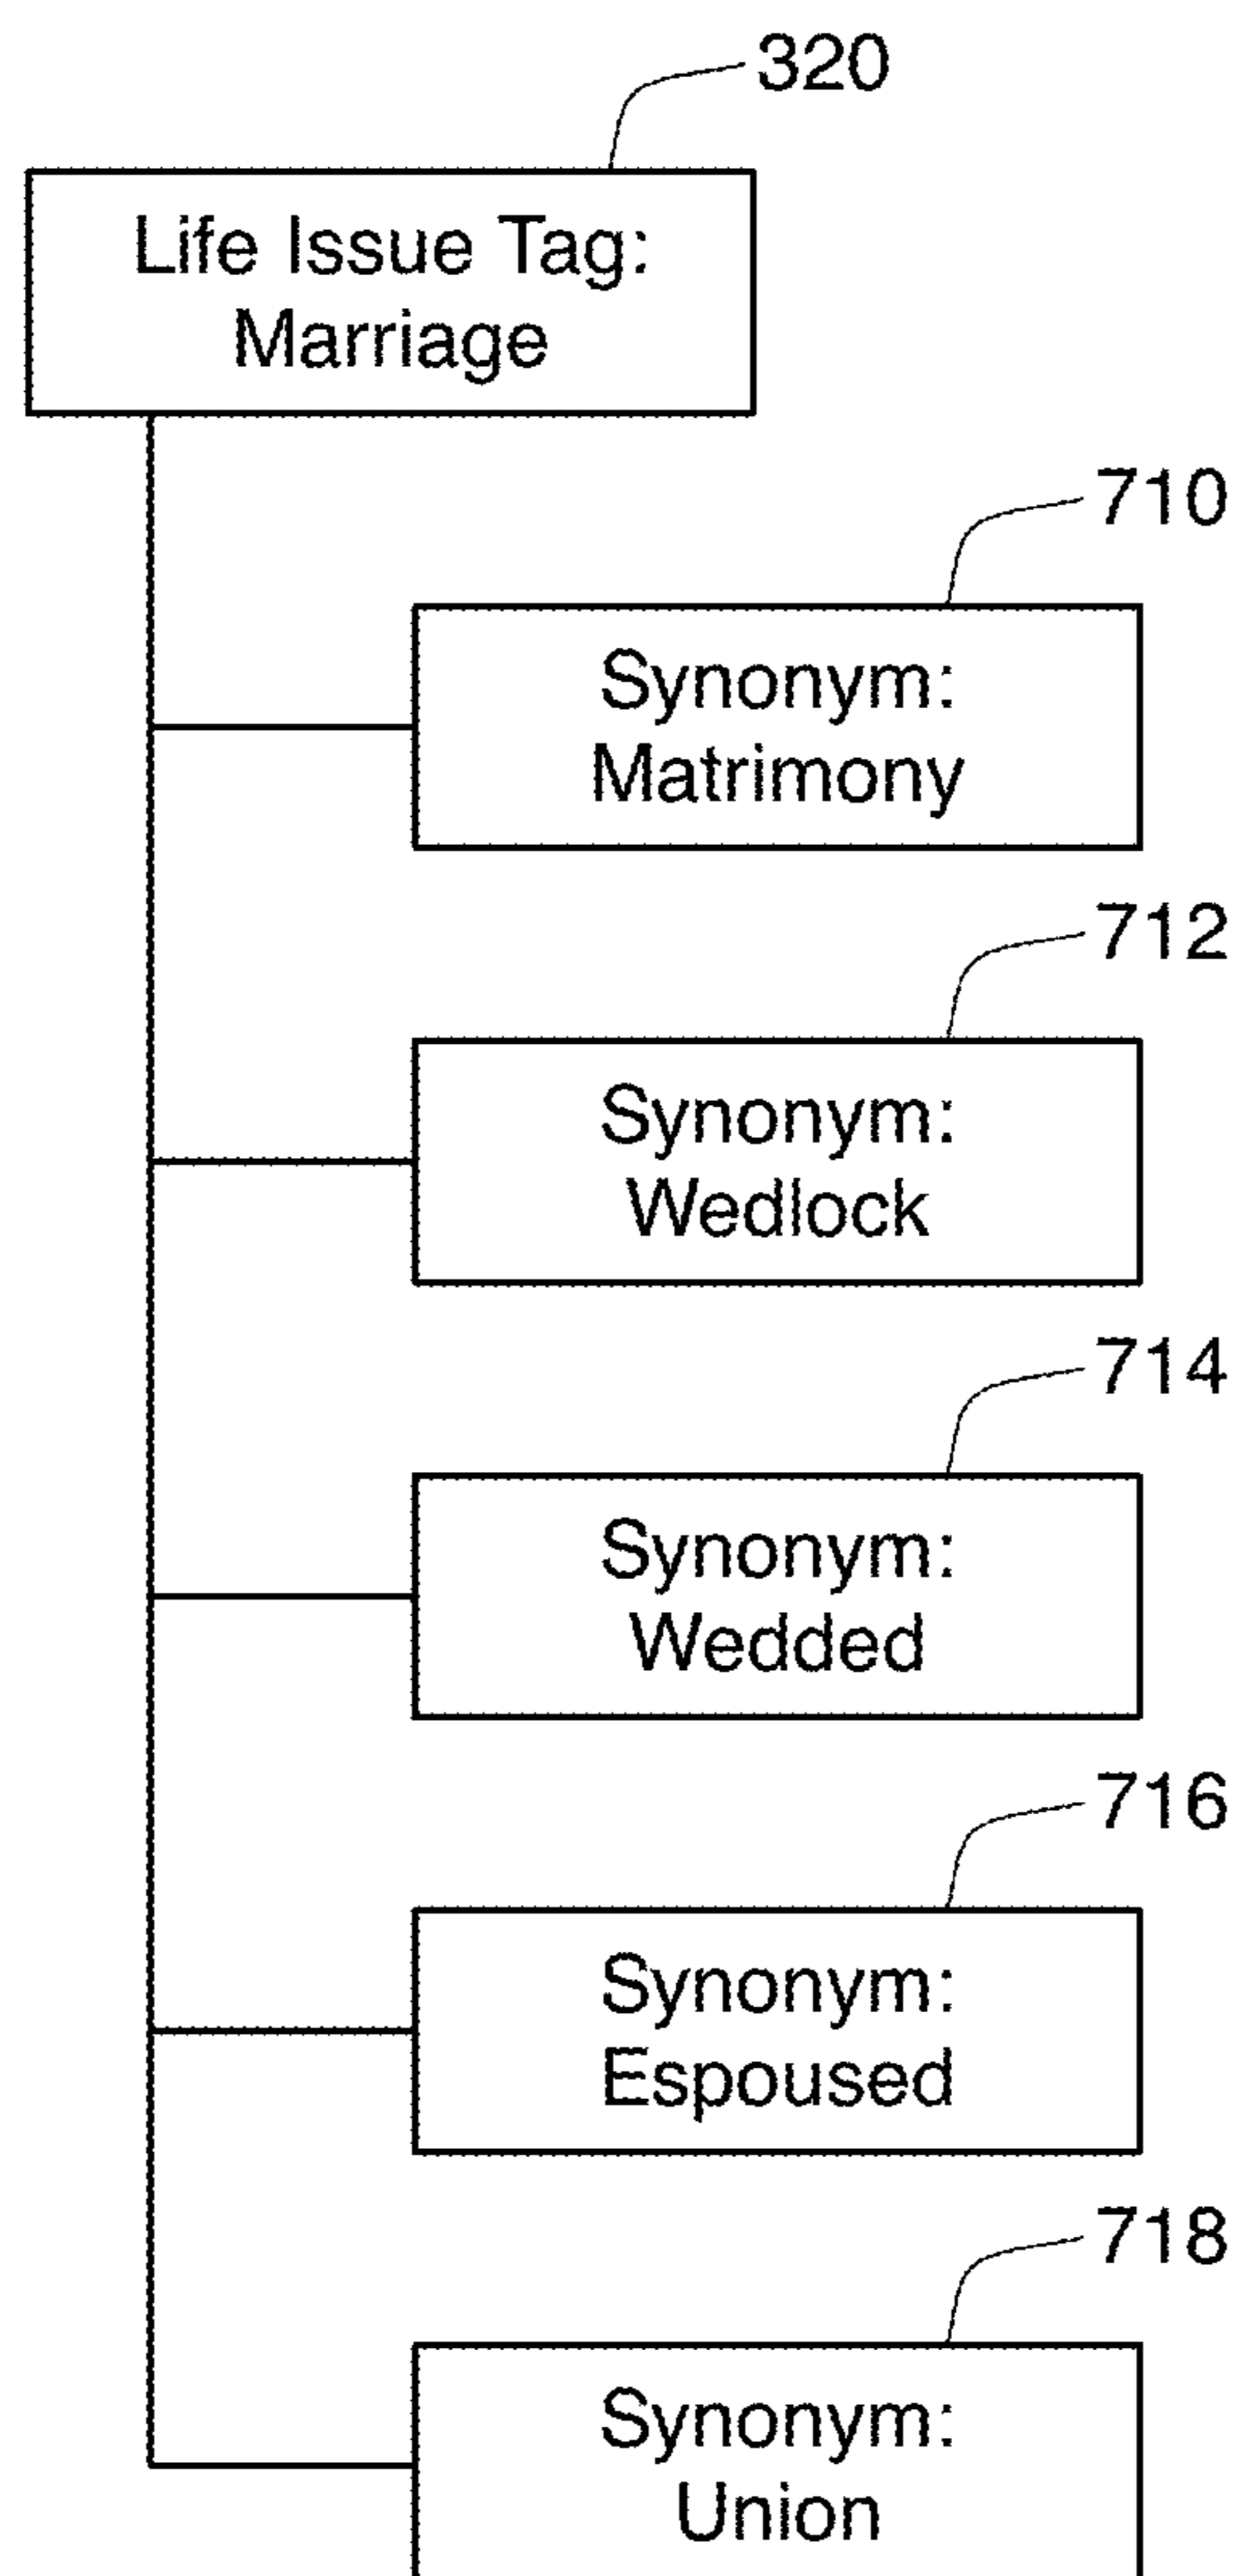 320
Life Issue Tag:
Marriage
710
Synonym:
Matrimony
712
Synonym:
Wedlock
714
Synonym:
Wedded
716
Synonym:
Espoused
718
Synonym:
Union